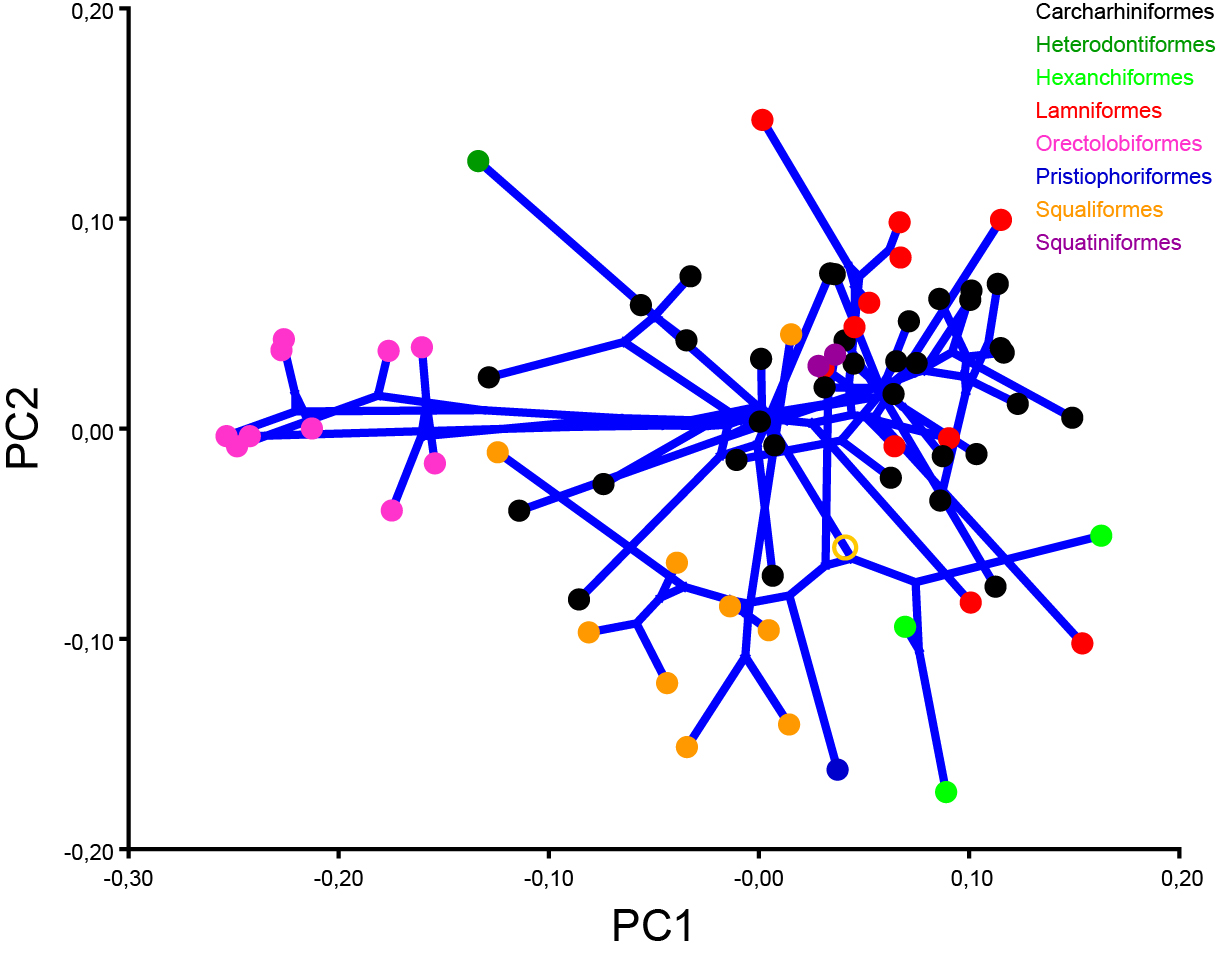 0,20
Carcharhiniformes
Heterodontiformes
Hexanchiformes
Lamniformes
Orectolobiformes
Pristiophoriformes
Squaliformes
Squatiniformes
0,10
PC2
0,00
-0,10
-0,20
-0,30 -0,20 -0,10 -0,00 0,10 0,20
PC1